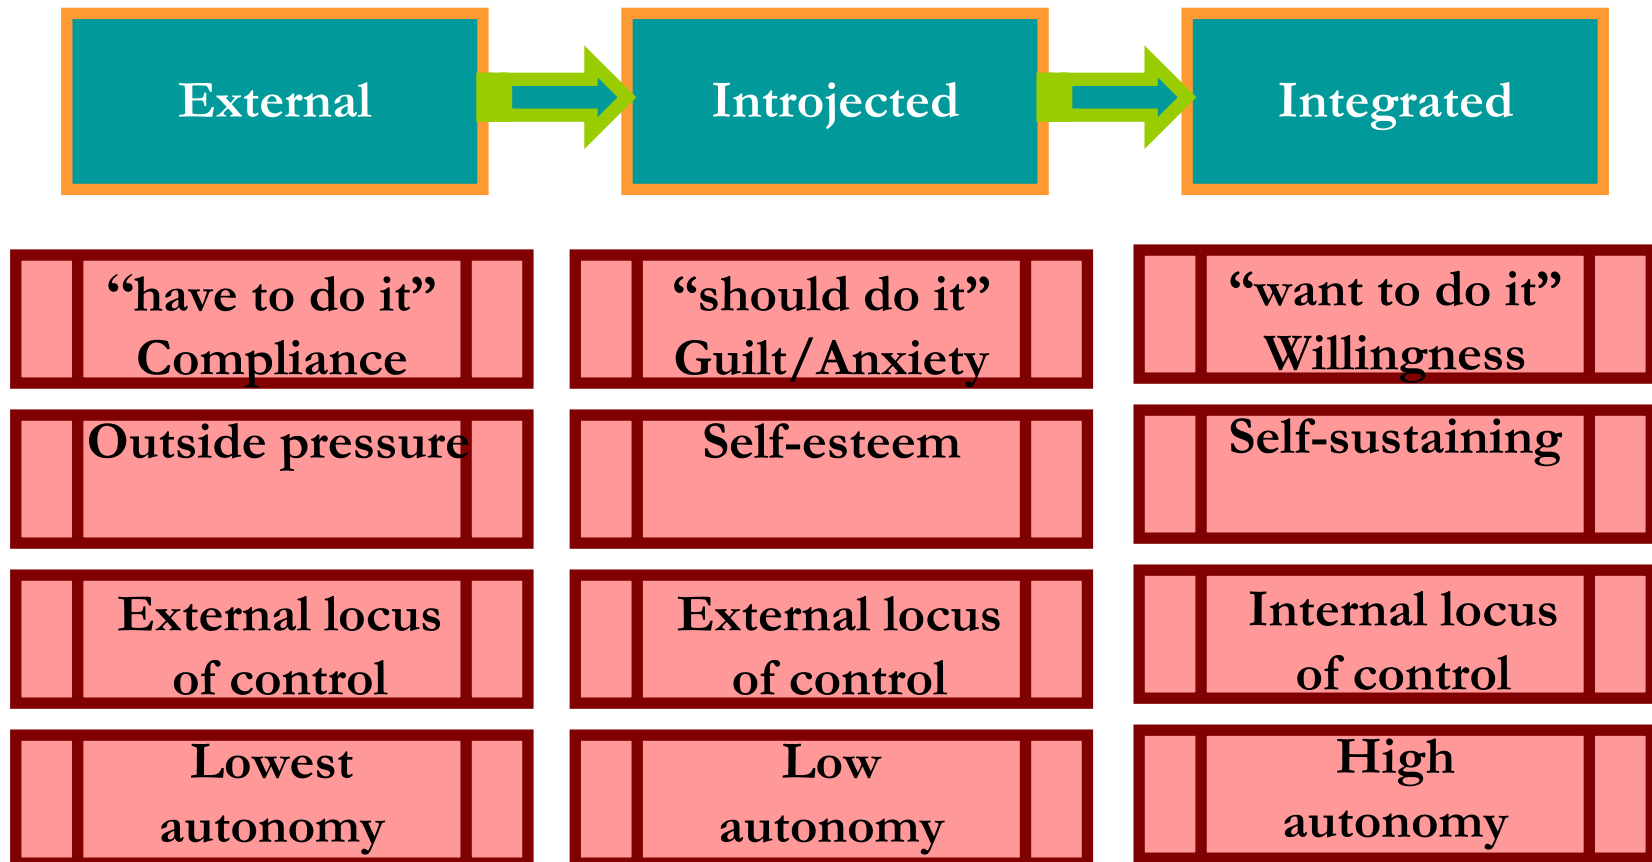 External
Introjected
Integrated
“have to do it”
Compliance
“should do it”
Guilt/Anxiety
“want to do it”
Willingness
Outside pressure
Self-esteem
Self-sustaining
External locus
of control
External locus
of control
Internal locus
of control
Lowest
autonomy
Low
autonomy
High
autonomy